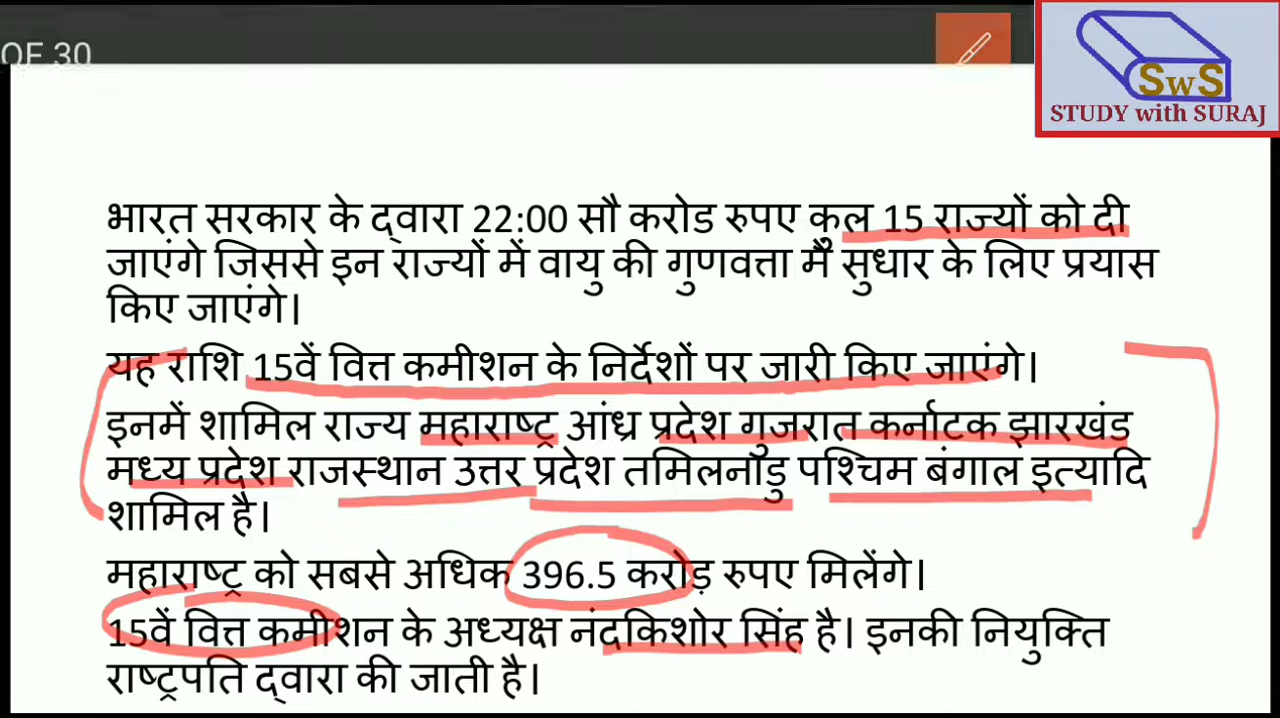 OF 30
SwS
STUDY with SURAJ
भारत सरकार के द्वारा 22:00 सौ करोड रुपए कुल 15 राज्यों को दी
जाएंगे जिससे इन राज्यों में वायु की गुणवत्ता में सुधार के लिए प्रयास
किए जाएंगे।
यह राशि 15वें वित्त कमीशन के निर्देशों पर जारी किए जाएंगे।
इनमें शामिल राज्य महाराष्ट्र आंध्र प्रदेश गुजरात कर्नाटक झारखंड
मध्य प्रदेश राजस्थान उत्तर प्रदेश तमिलनाडु पश्चिम बंगाल इत्यादि
शामिल है।
महाराष्ट्र को सबसे अधिक 396.5 करोड़ रुपए मिलेंगे।
15वें वित्त कमीशन के अध्यक्ष नंदकिशोर सिंह है। इनकी नियुक्ति
राष्ट्रपति द्वारा की जाती है।